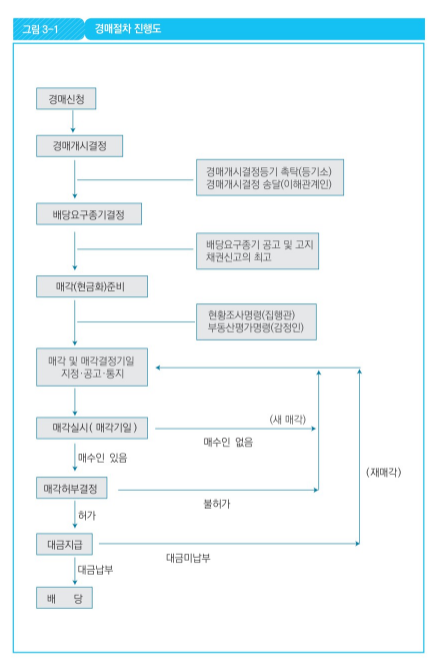 그림 3-1 경매절차 진행도
경매신청
경매개시결정
경매개시결정등기 촉탁(등기소)
경매개시결정 송달(이해관계인)
배당요구종기결정
배당요구종기 공고 및 고지
채권신고의 최고
매각(현금화)준비
현황조사명령(집행관)
부동산평가명령(감정인)
매각 및 매각결정기일
지정·공고·통지
매각실시( 매각기일 )
(새 매각)
매수인 없음
매수인 있음
(재매각)
매각허부결정
불허가
허가
대금지급
대금미납부
대금납부
배 당